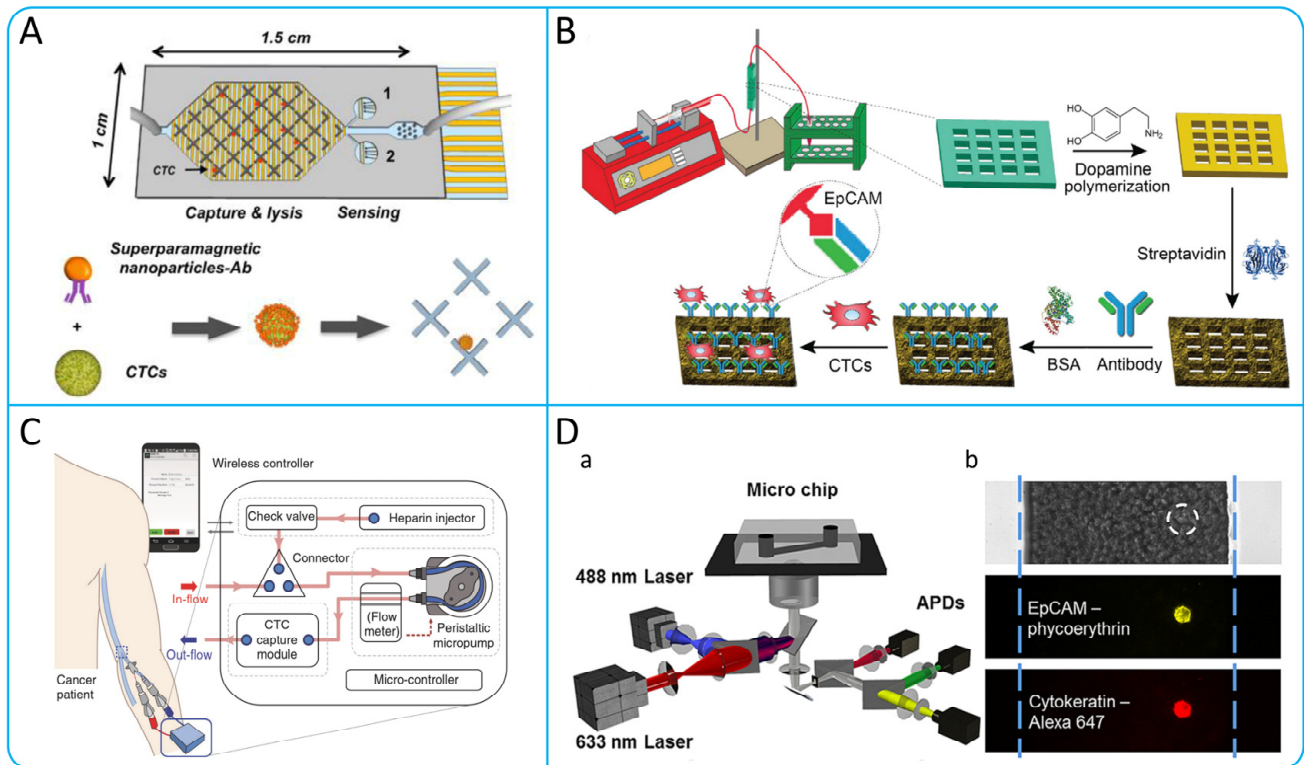 A
1.5 cm
1 cm
1
2
CTC
Capture & lysis
Sensing
Superparamagnetic
nanoparticles-Ab
+
CTCs
B
HO
HO
NH2
Dopamine
polymerization
EpCAM
Streptavidin
CTCs
BSA
Antibody
C
Wireless controller
Check valve
Heparin injector
Connector
In-flow
(Flow
meter)
Peristaltic
micropump
CTC
capture
module
Out-flow
Cancer
patient
Micro-controller
D
a
b
Micro chip
488 nm Laser
APDs
633 nm Laser
EpCAM –
phycoerythrin
Cytokeratin –
Alexa 647